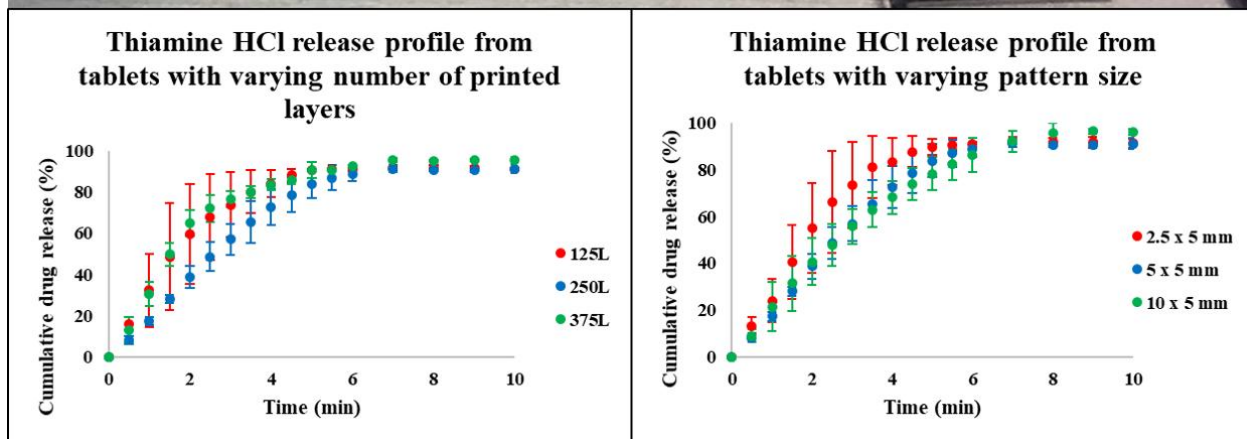 Thiamine HCl release profile from
tablets with varying number of printed
layers
Cumulative drug release (%)
100
80
60
40
20
0
0 2 4 6 8 10
Time (min)
125L
250L
375L
Thiamine HCl release profile from
tablets with varying pattern size
Cumulative drug release (%)
100
80
60
40
20
0
0 2 4 6 8 10
Time (min)
2.5 x 5 mm
5 x 5 mm
10 x 5 mm